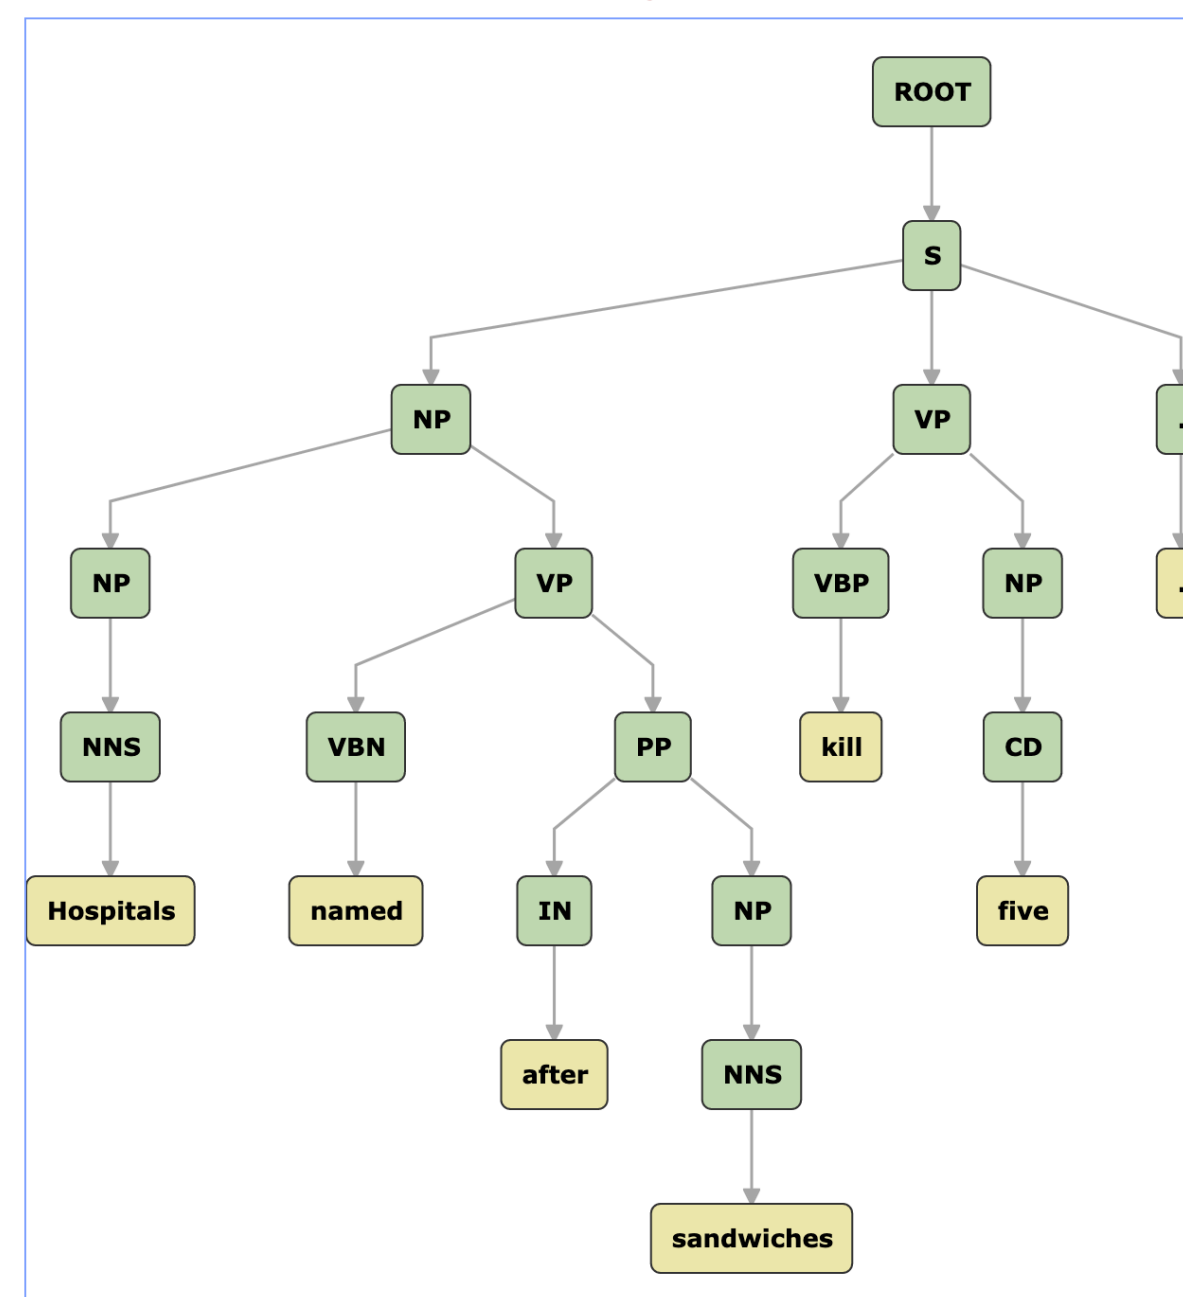 ROOT
S
NP VP .
NP VP VBP NP .
NNS VBN PP kill CD
Hospitals named IN NP five
after NNS
sandwiches